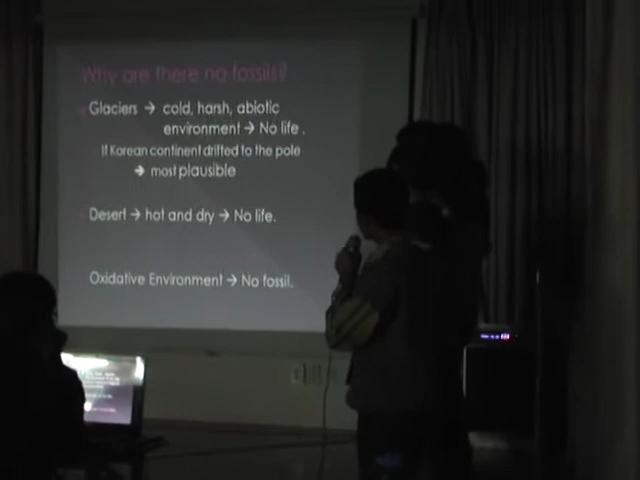 Why are there no fossils?
Glaciers → cold, harsh, abiotic
environment → No life .
If Korean continent drifted to the pole
→ most plausible
Desert → hot and dry → No life.
Oxidative Environment → No fossil.